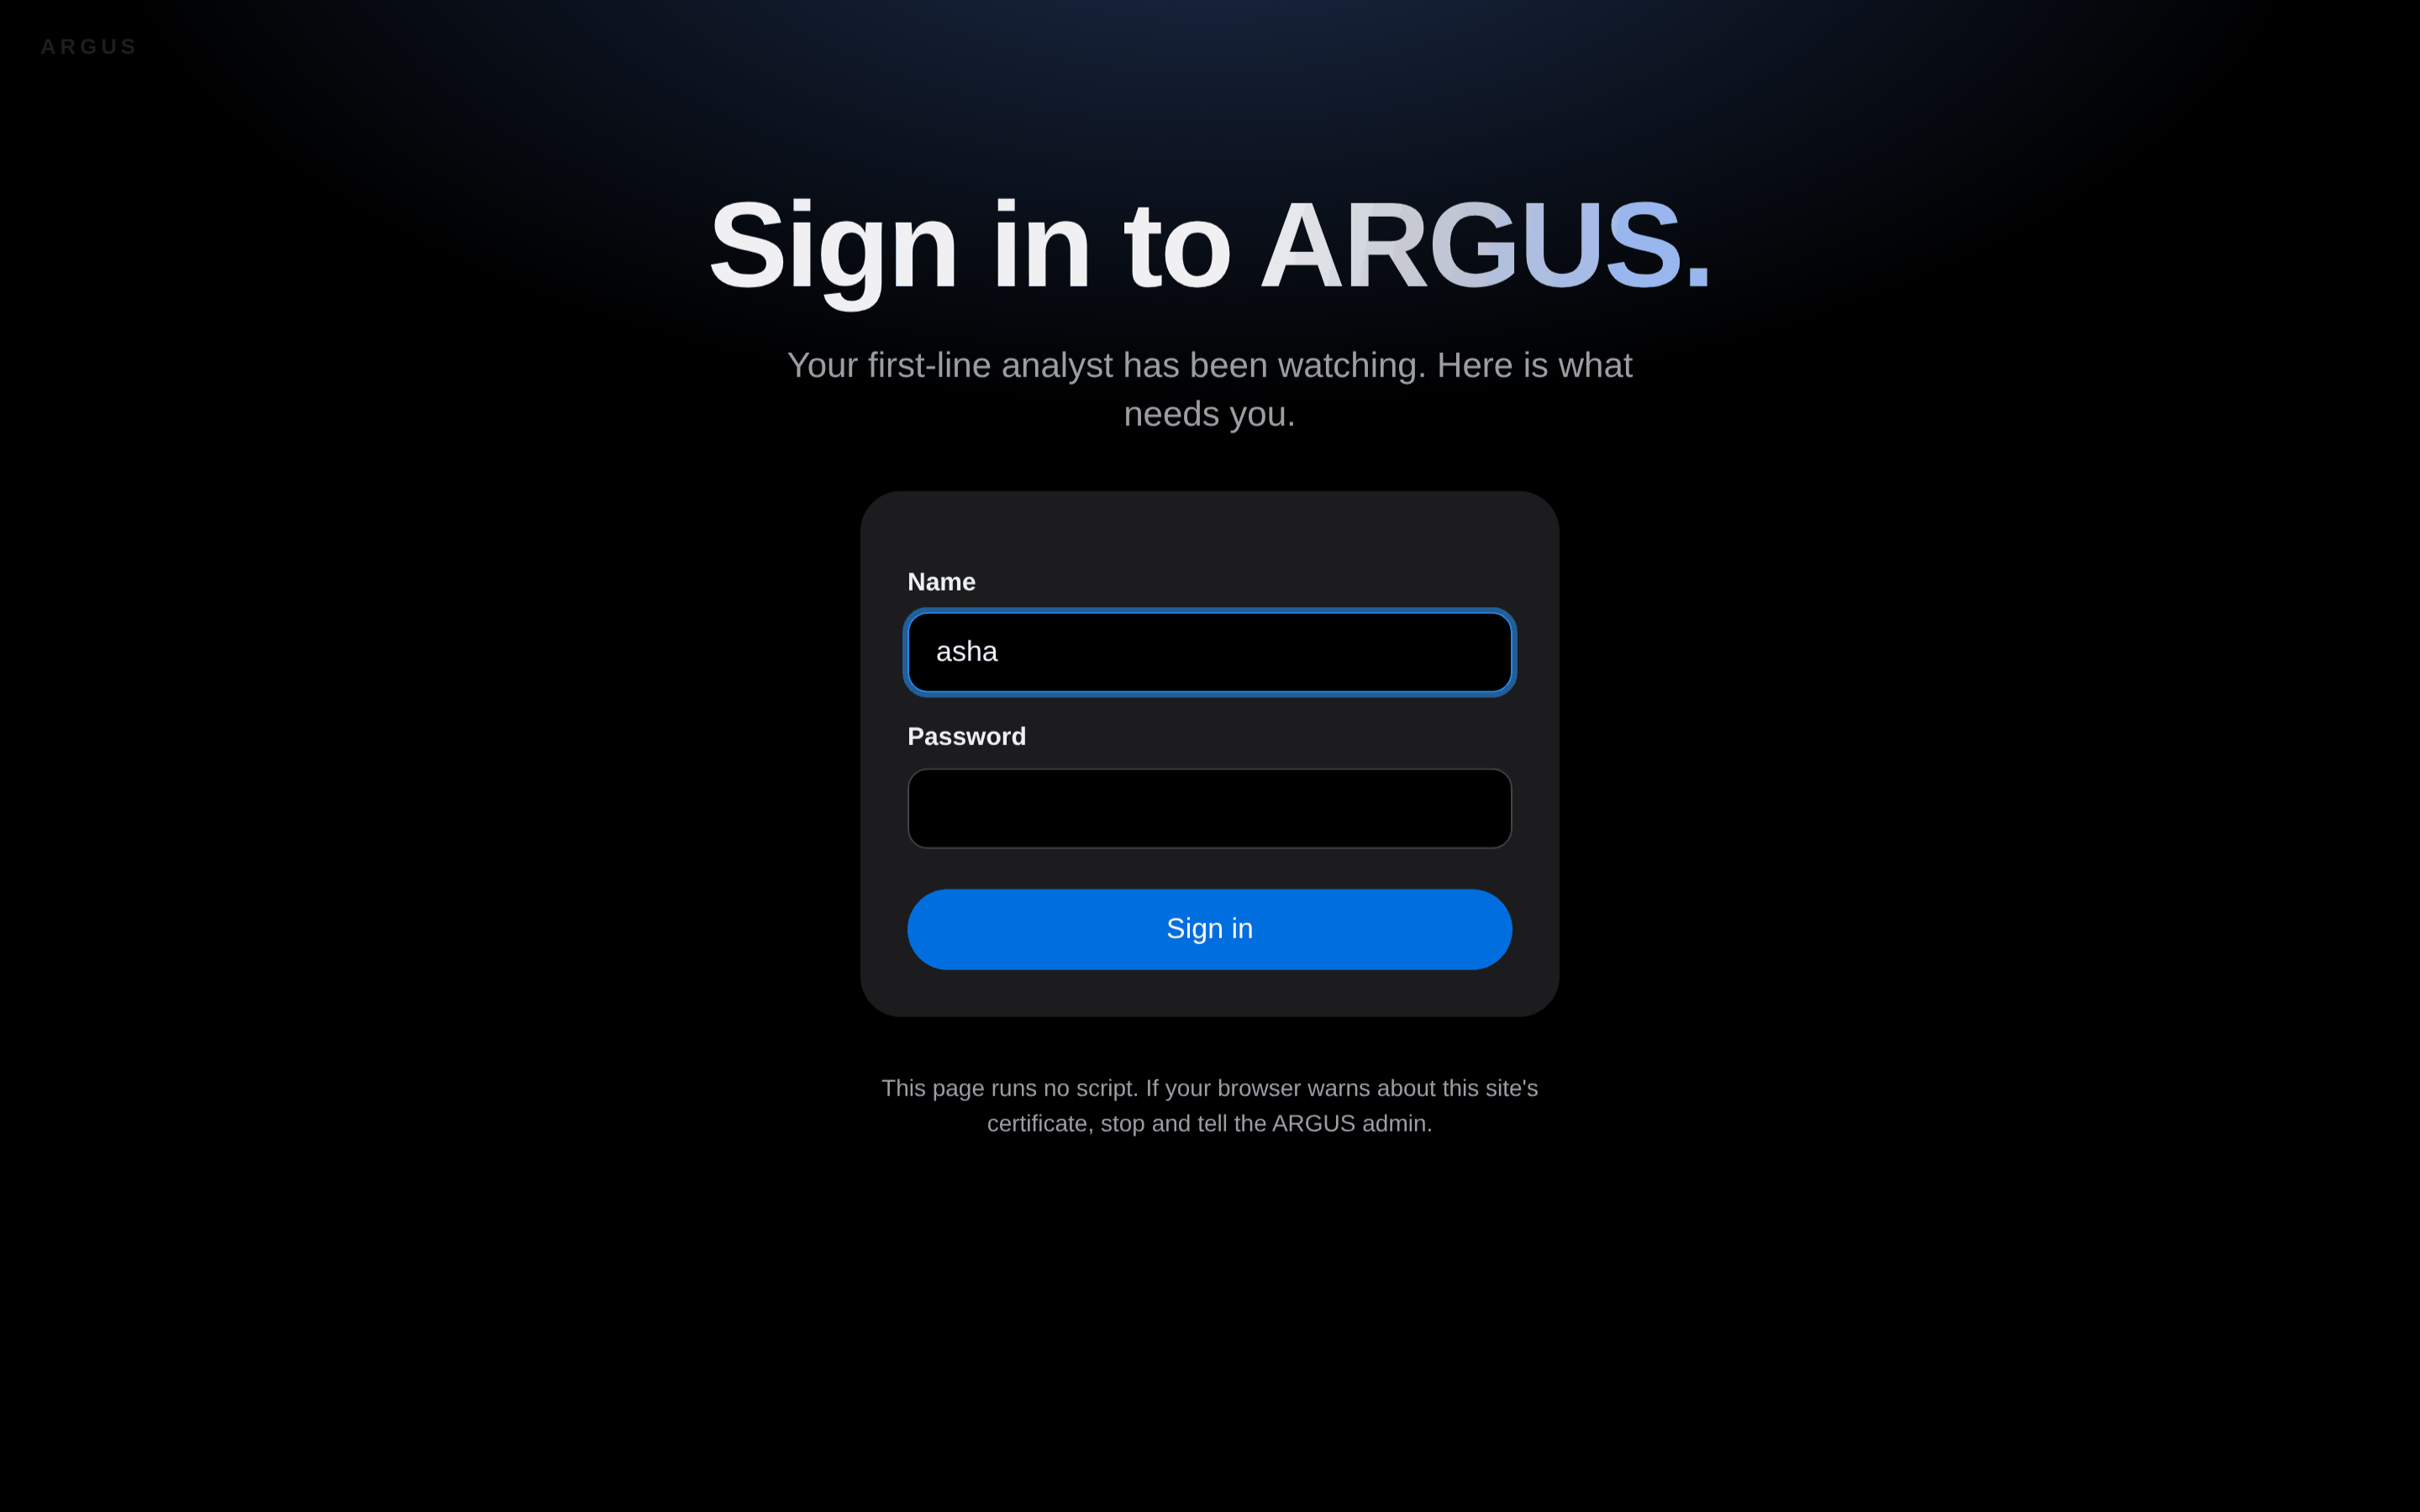 ARGUS
Sign in to ARGUS.
Your first-line analyst has been watching. Here is what
needs you.
Name
asha
Password
Sign in
This page runs no script. If your browser warns about this site's
certificate, stop and tell the ARGUS admin.